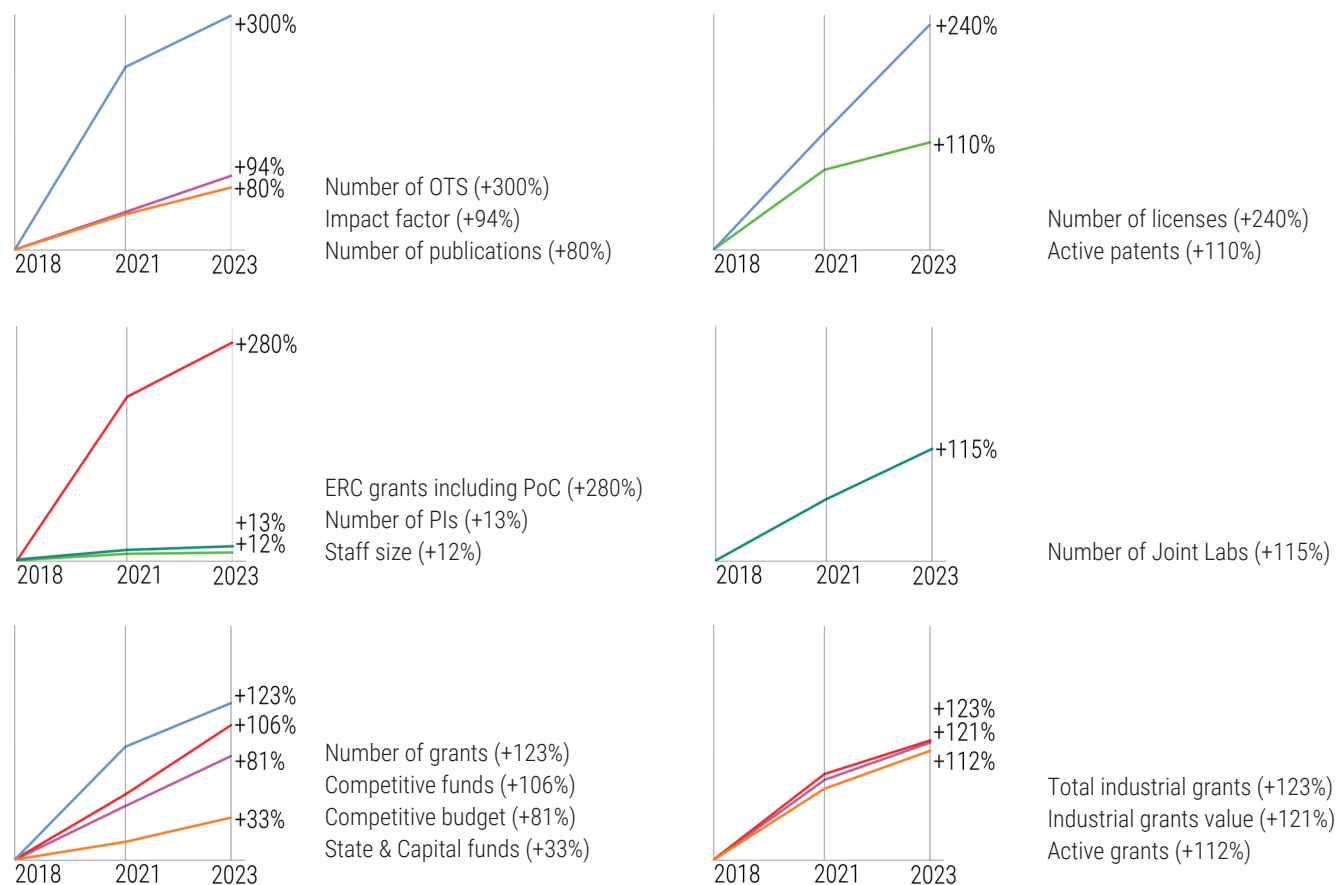 +300%
+94%
+80%
2018 2021 2023
Number of OTS (+300%)
Impact factor (+94%)
Number of publications (+80%)
+240%
+110%
2018 2021 2023
Number of licenses (+240%)
Active patents (+110%)
+280%
+13%
+12%
2018 2021 2023
ERC grants including PoC (+280%)
Number of PIs (+13%)
Staff size (+12%)
+115%
2018 2021 2023
Number of Joint Labs (+115%)
+123%
+106%
+81%
+33%
2018 2021 2023
Number of grants (+123%)
Competitive funds (+106%)
Competitive budget (+81%)
State & Capital funds (+33%)
+123%
+121%
+112%
2018 2021 2023
Total industrial grants (+123%)
Industrial grants value (+121%)
Active grants (+112%)